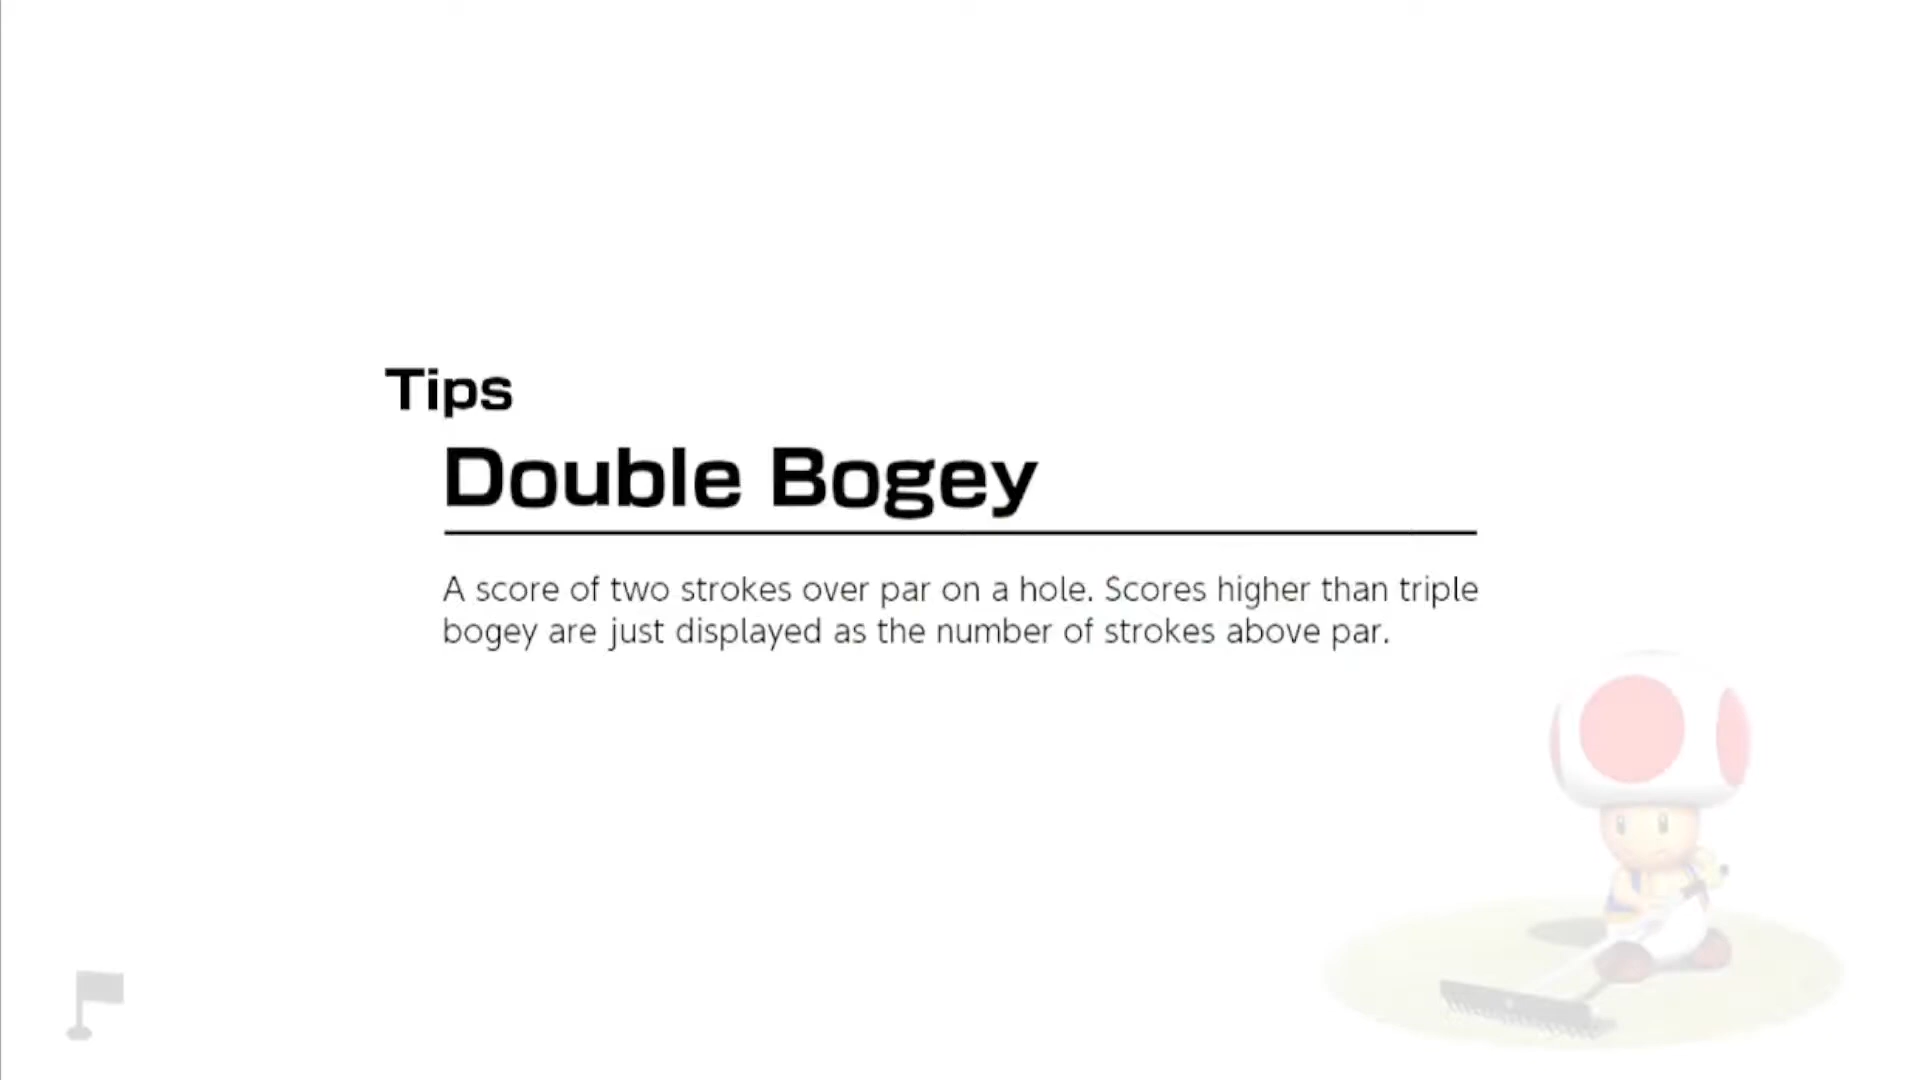 Tips
Double Bogey
A score of two strokes over par on a hole. Scores higher than triple
bogey are just displayed as the number of strokes above par.